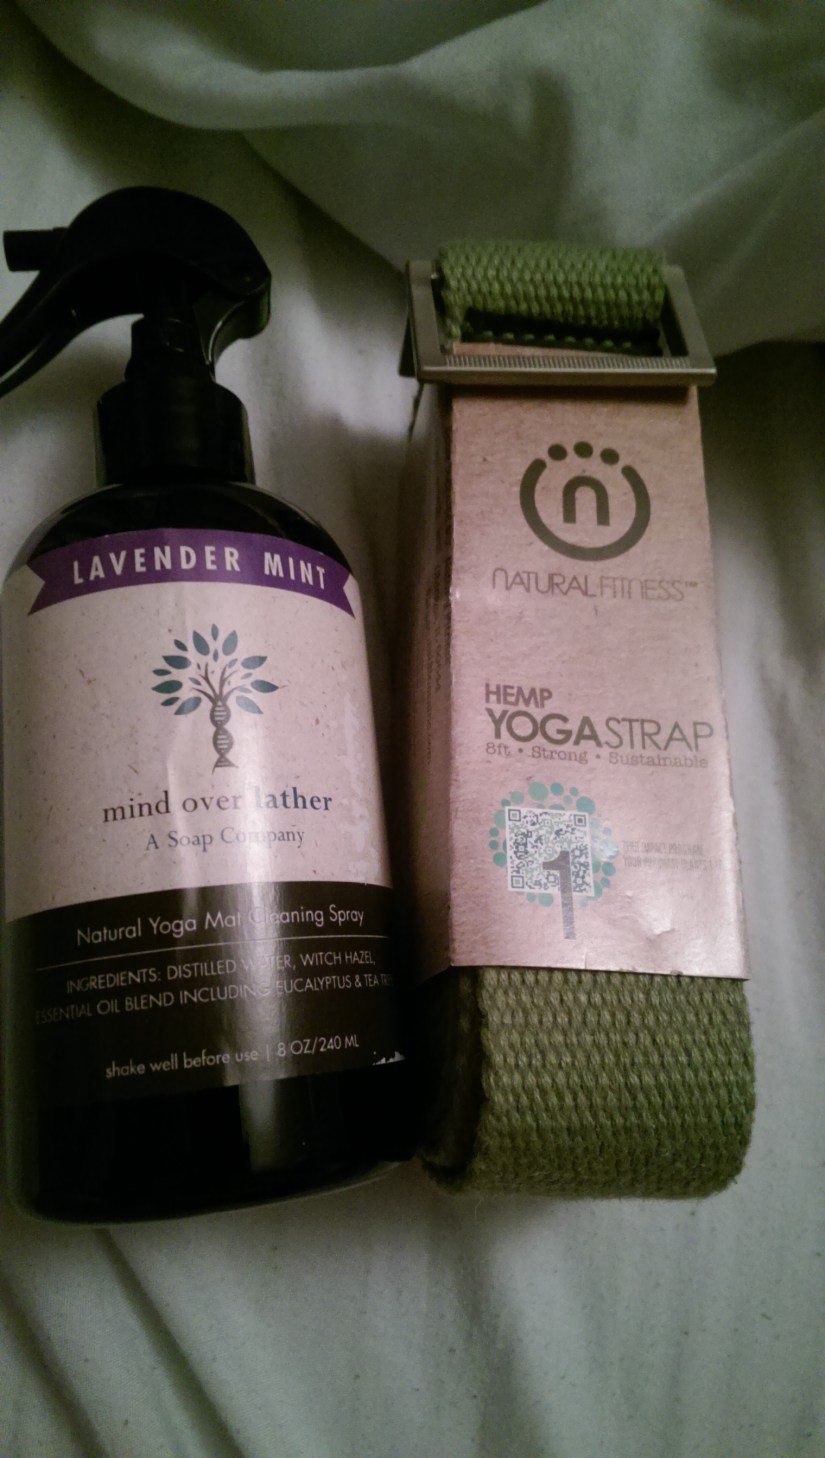 LAVENDER MINT
mind over lather
A Soap Company
Natural Yoga Mat Cleaning Spray
INGREDIENTS: DISTILLED WATER, WITCH HAZEL,
ESSENTIAL OIL BLEND INCLUDING EUCALYPTUS & TEA TREE
shake well before use | 8 OZ/240 ML
n
NATURAL FITNESS™
HEMP
YOGASTRAP
8ft • Strong • Sustainable
1